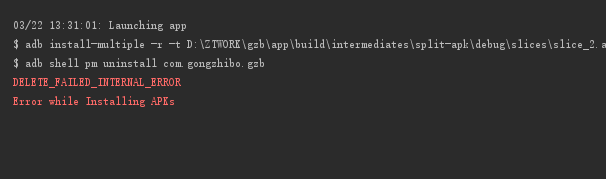 03/22 13:31:01: Launching app
$ adb install-multiple -r -t D:\ZTWORK\gzb\app\build\intermediates\split-apk\debug\slices\slice_2.a
$ adb shell pm uninstall com.gongzhibo.gzb
DELETE_FAILED_INTERNAL_ERROR
Error while Installing APKs